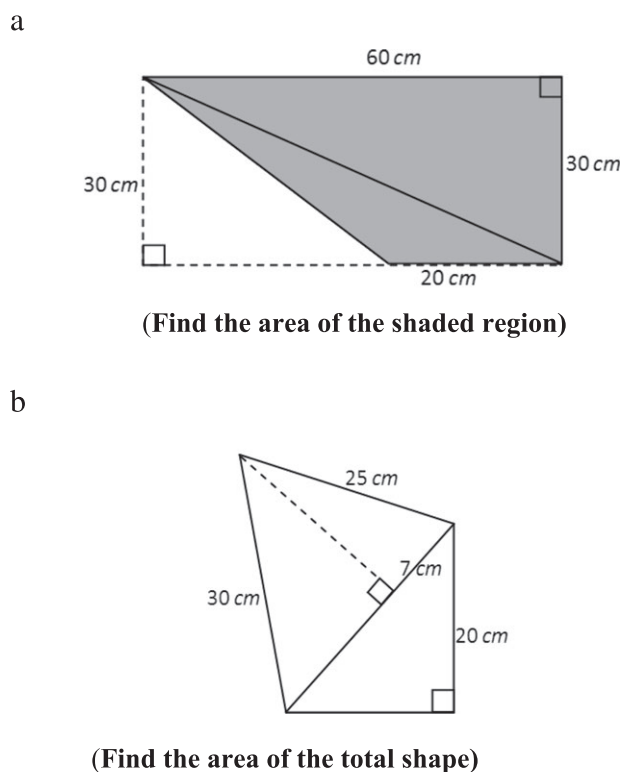 a
60 cm
30 cm
30 cm
20 cm
(Find the area of the shaded region)
b
25 cm
7 cm
30 cm
20 cm
(Find the area of the total shape)